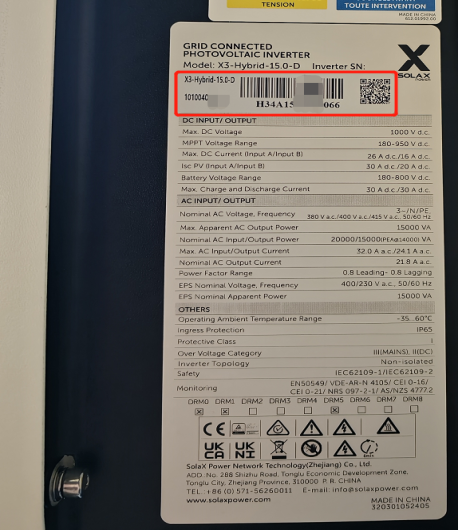 TENSION
TOUTE INTERVENTION
MADE IN CHINA
GRID CONNECTED
PHOTOVOLTAIC INVERTER
Model: X3-Hybrid-15.0-D Inverter SN:
SOLAX
POWER
X3-Hybrid-15.0-D
101004C
H34A15 066
DC INPUT/ OUTPUT
Max. DC Voltage 1000 V d.c.
MPPT Voltage Range 180-950 V d.c.
Max. DC Current (Input A/Input B) 26 A d.c./16 A d.c.
Isc PV (Input A/Input B) 30 A d.c./20 A d.c.
Battery Voltage Range 180-800 V d.c.
Max. Charge and Discharge Current 30 A d.c./30 A d.c.
AC INPUT/ OUTPUT
Nominal AC Voltage, Frequency 3~/N/PE,
380 V a.c./400 V a.c./415 V a.c. 50/60 Hz
Max. Apparent AC Output Power 15000 VA
Nominal AC Input/Output Power 20000/15000(PEA@14000) VA
Max. AC Input/Output Current 32.0 A a.c./24.1 A a.c.
Nominal AC Output Current 21.8 A a.c.
Power Factor Range 0.8 Leading- 0.8 Lagging
EPS Nominal Voltage, Frequency 400/230 V a.c., 50/60 Hz
EPS Nominal Apparent Power 15000 VA
OTHERS
Operating Ambient Temperature Range -35...60℃
Ingress Protection IP65
Protective Class I
Over Voltage Category III(MAINS), II(DC)
Inverter Topology Non-isolated
Safety IEC62109-1/IEC62109-2
Monitoring EN50549/ VDE-AR-N 4105/ CEI 0-16/
CEI 0-21/ NRS 097-2-1/ AS/NZS 4777.2
DRM0 DRM1 DRM2 DRM3 DRM4 DRM5 DRM6 DRM7 DRM8
CE
UK
CA
UK
NI
SolaX Power Network Technology(Zhejiang) Co., Ltd.
ADD. No. 288 Shizhu Road, Tonglu Economic Development Zone,
Tonglu City, Zhejiang Province, 310000 P. R. CHINA.
TEL.: +86 (0) 571-56260011 E-mail: info@solaxpower.com
www.solaxpower.com MADE IN CHINA
320301052405